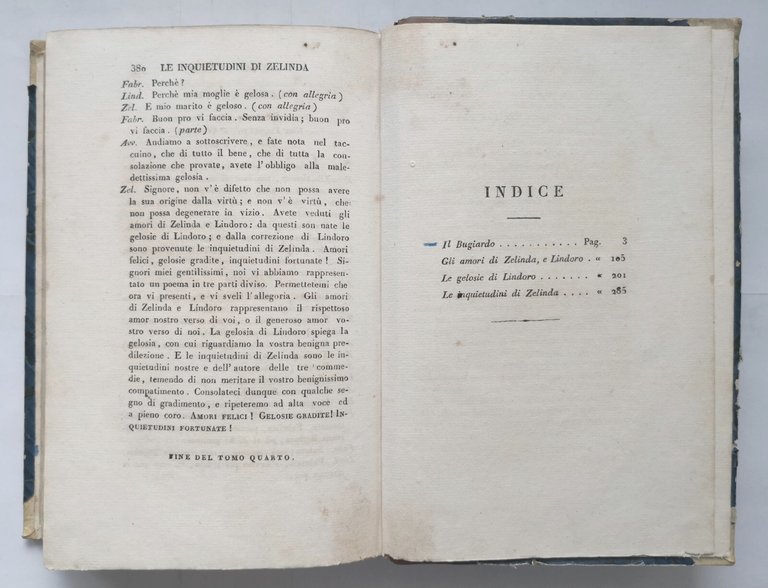 380 LE INQUIETUDINI DI ZELINDA
Fabr. Perchè?
Lind. Perchè mia moglie è gelosa. (con allegria)
Zel. E mio marito è geloso. (con allegria)
Fabr. Buon pro vi faccia. Senza invidia; buon pro
vi faccia. (parte)
Avv. Andiamo a sottoscrivere, e fate nota nel tac-
cuino, che di tutto il bene, che di tutta la con-
solazione che provate, avete l'obbligo alla male-
dettissima gelosia.
Zel. Signore, non v'è difetto che non possa avere
la sua origine dalla virtù; e non v'è virtù, che
non possa degenerare in vizio. Avete veduti gli
amori di Zelinda e Lindoro: da questi son nate le
gelosie di Lindoro; e dalla correzione di Lindoro
sono provenute le inquietudini di Zelinda. Amori
felici, gelosie gradite, inquietudini fortunate! Si-
gnori miei gentilissimi, noi vi abbiamo rappresen-
tato un poema in tre parti diviso. Permettetemi che
ora vi presenti, e vi sveli l'allegoria. Gli amori
di Zelinda e Lindoro rappresentano il rispettoso
amor nostro verso di voi, o il generoso amor vo-
stro verso di noi. La gelosia di Lindoro spiega la
gelosia, con cui riguardiamo la vostra benigna pre-
dilezione. E le inquietudini di Zelinda sono le in-
quietudini nostre e dell'autore delle tre comme-
die, temendo di non meritare il vostro benignissimo
compatimento. Consolateci dunque con qualche se-
gno di gradimento, e ripeteremo ad alta voce ed
a pieno coro. AMORI FELICI! GELOSIE GRADITE! IN-
QUIETUDINI FORTUNATE!
FINE DEL TOMO QUARTO.
INDICE
Il Bugiardo . . . . . . . . . . . Pag. 3
Gli amori di Zelinda, e Lindoro . « 105
Le gelosie di Lindoro . . . . . . . « 201
Le inquietudini di Zelinda . . . . « 285